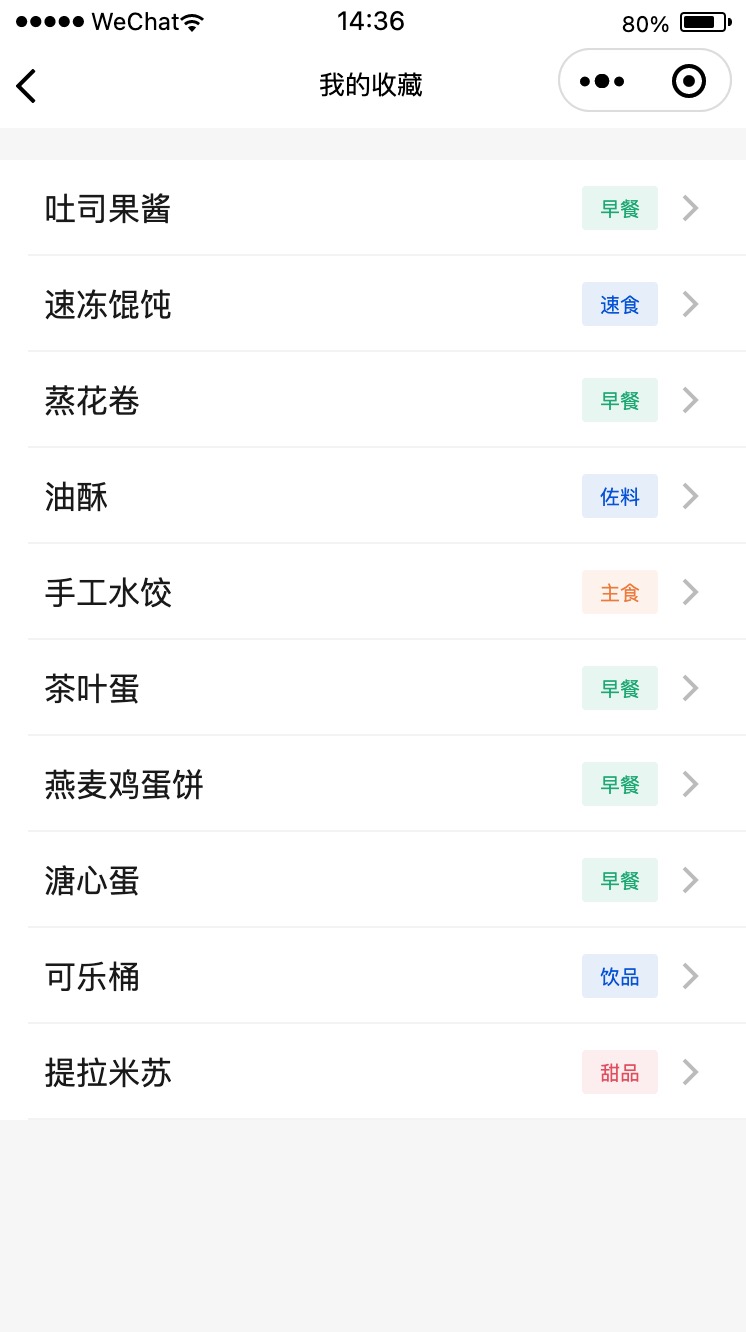 ●●●●● WeChat 14:36 80%
我的收藏
吐司果酱 早餐
速冻馄饨 速食
蒸花卷 早餐
油酥 佐料
手工水饺 主食
茶叶蛋 早餐
燕麦鸡蛋饼 早餐
溏心蛋 早餐
可乐桶 饮品
提拉米苏 甜品